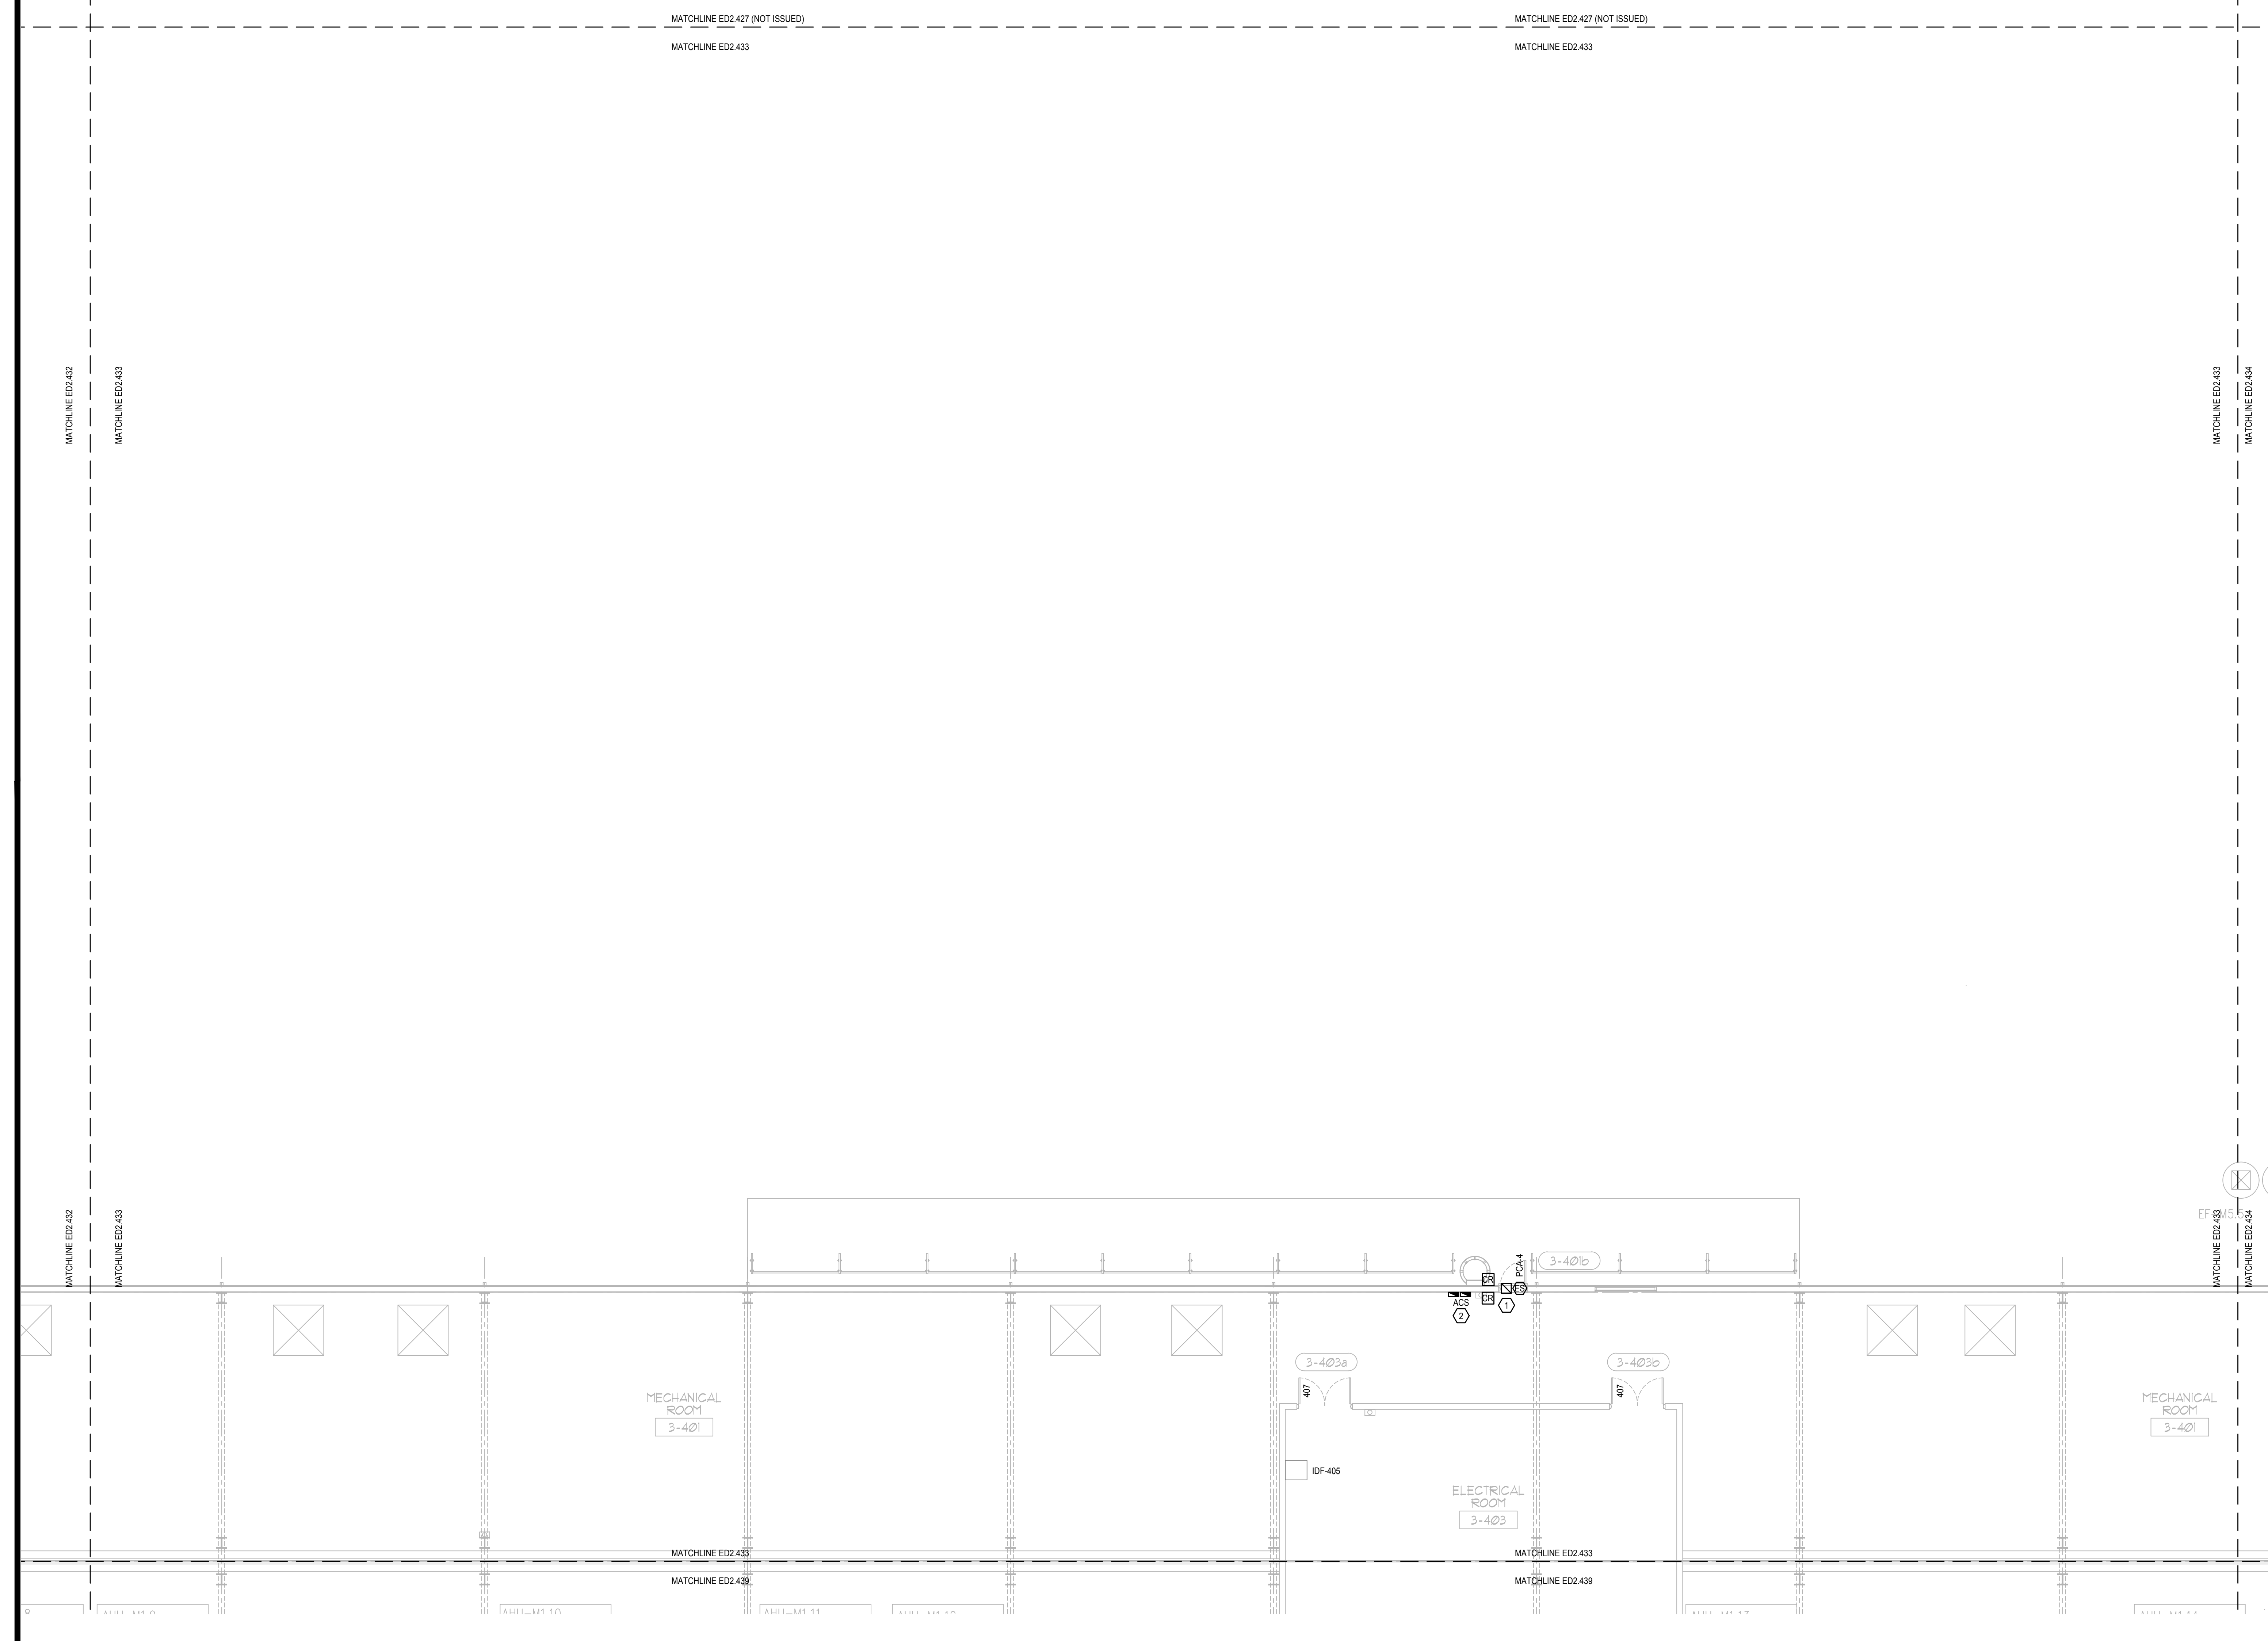 MATCHLINE ED2.427 (NOT ISSUED)
MATCHLINE ED2.427 (NOT ISSUED)
MATCHLINE ED2.433
MATCHLINE ED2.433
MATCHLINE ED2.432
MATCHLINE ED2.433
MATCHLINE ED2.433
MATCHLINE ED2.434
MATCHLINE ED2.432
MATCHLINE ED2.433
MATCHLINE ED2.433
MATCHLINE ED2.434
PCA-4
3-401b
CR
ES
CR
ACS
1
2
3-403a
3-403b
407
407
MECHANICAL
ROOM
3-401
MECHANICAL
ROOM
3-401
IDF-405
ELECTRICAL
ROOM
3-403
MATCHLINE ED2.433
MATCHLINE ED2.433
MATCHLINE ED2.439
MATCHLINE ED2.439
AHU-M1.10
AHU-M1.11